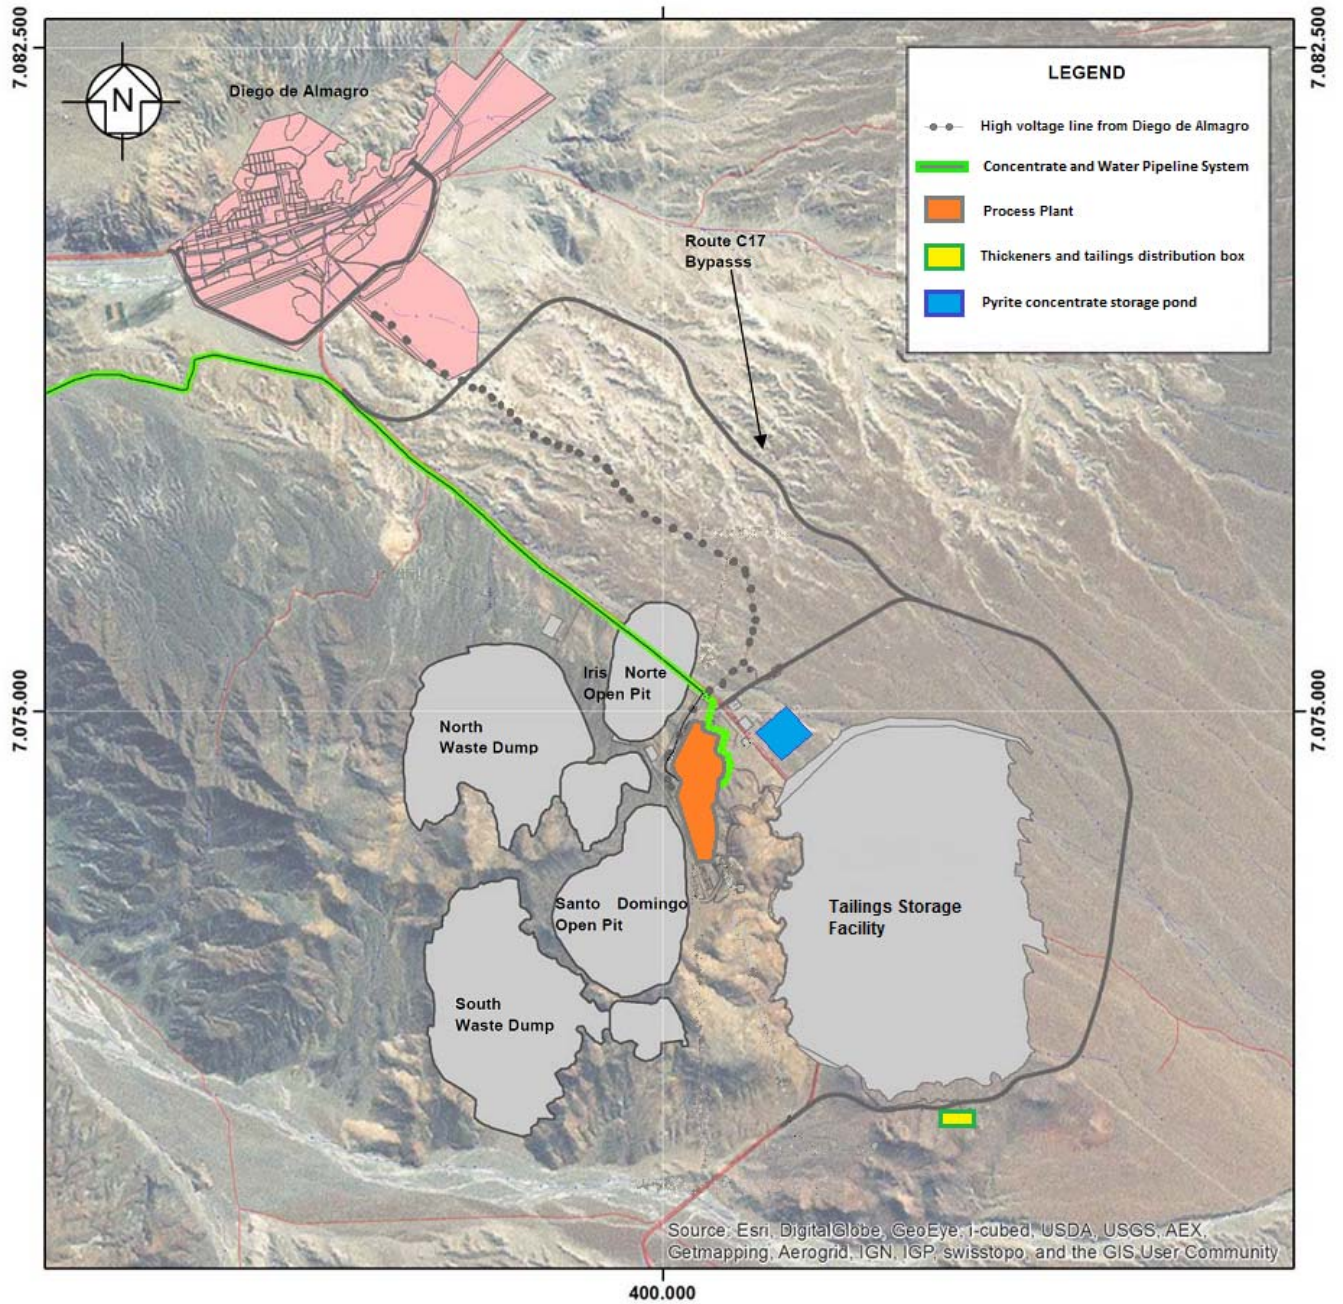 7.082.500
7.082.500
N
Diego de Almagro
LEGEND
High voltage line from Diego de Almagro
Concentrate and Water Pipeline System
Process Plant
Thickeners and tailings distribution box
Pyrite concentrate storage pond
Route C17
Bypasss
7.075.000
7.075.000
Iris Norte
Open Pit
North
Waste Dump
Santo Domingo
Open Pit
Tailings Storage
Facility
South
Waste Dump
Source: Esri, DigitalGlobe, GeoEye, i-cubed, USDA, USGS, AEX,
Getmapping, Aerogrid, IGN, IGP, swisstopo, and the GIS User Community
400.000